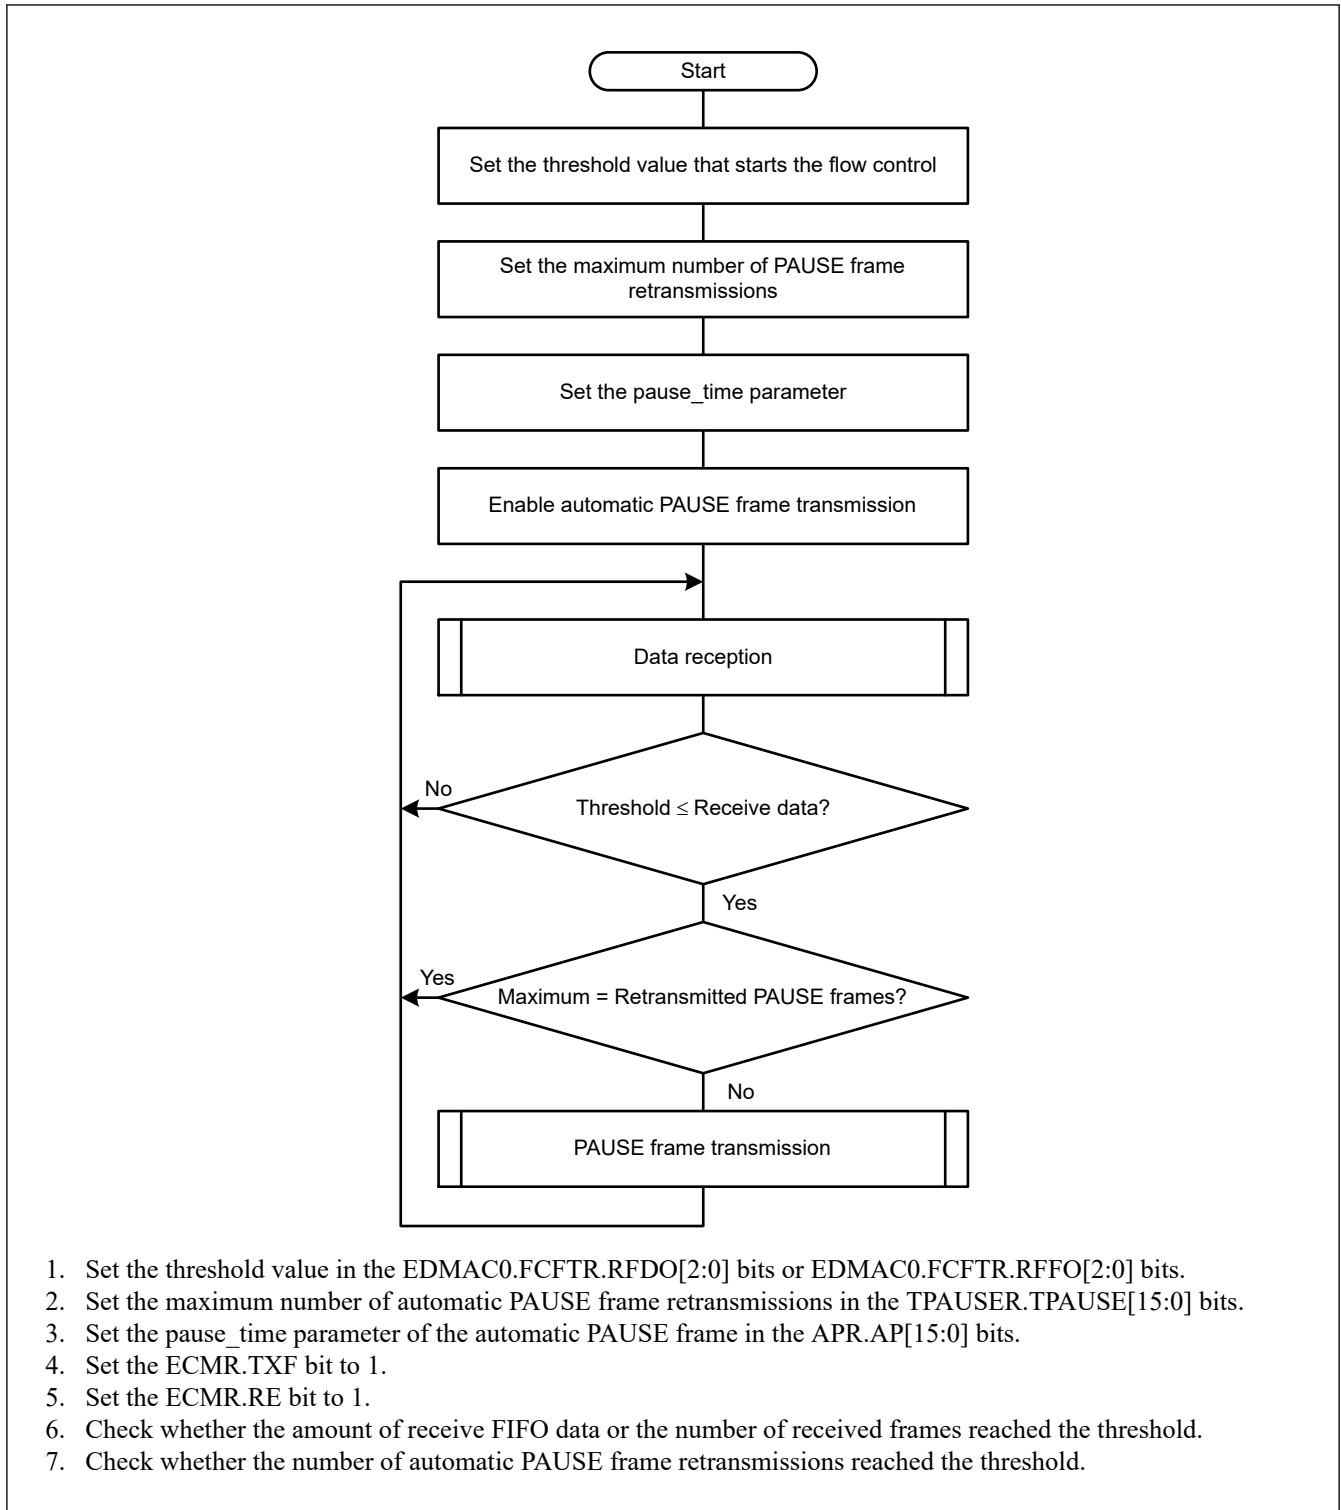 Start
Set the threshold value that starts the flow control
Set the maximum number of PAUSE frame
retransmissions
Set the pause_time parameter
Enable automatic PAUSE frame transmission
Data reception
No
Threshold ≤ Receive data?
Yes
Yes
Maximum = Retransmitted PAUSE frames?
No
PAUSE frame transmission
1. Set the threshold value in the EDMAC0.FCFTR.RFDO[2:0] bits or EDMAC0.FCFTR.RFFO[2:0] bits.
2. Set the maximum number of automatic PAUSE frame retransmissions in the TPAUSER.TPAUSE[15:0] bits.
3. Set the pause_time parameter of the automatic PAUSE frame in the APR.AP[15:0] bits.
4. Set the ECMR.TXF bit to 1.
5. Set the ECMR.RE bit to 1.
6. Check whether the amount of receive FIFO data or the number of received frames reached the threshold.
7. Check whether the number of automatic PAUSE frame retransmissions reached the threshold.